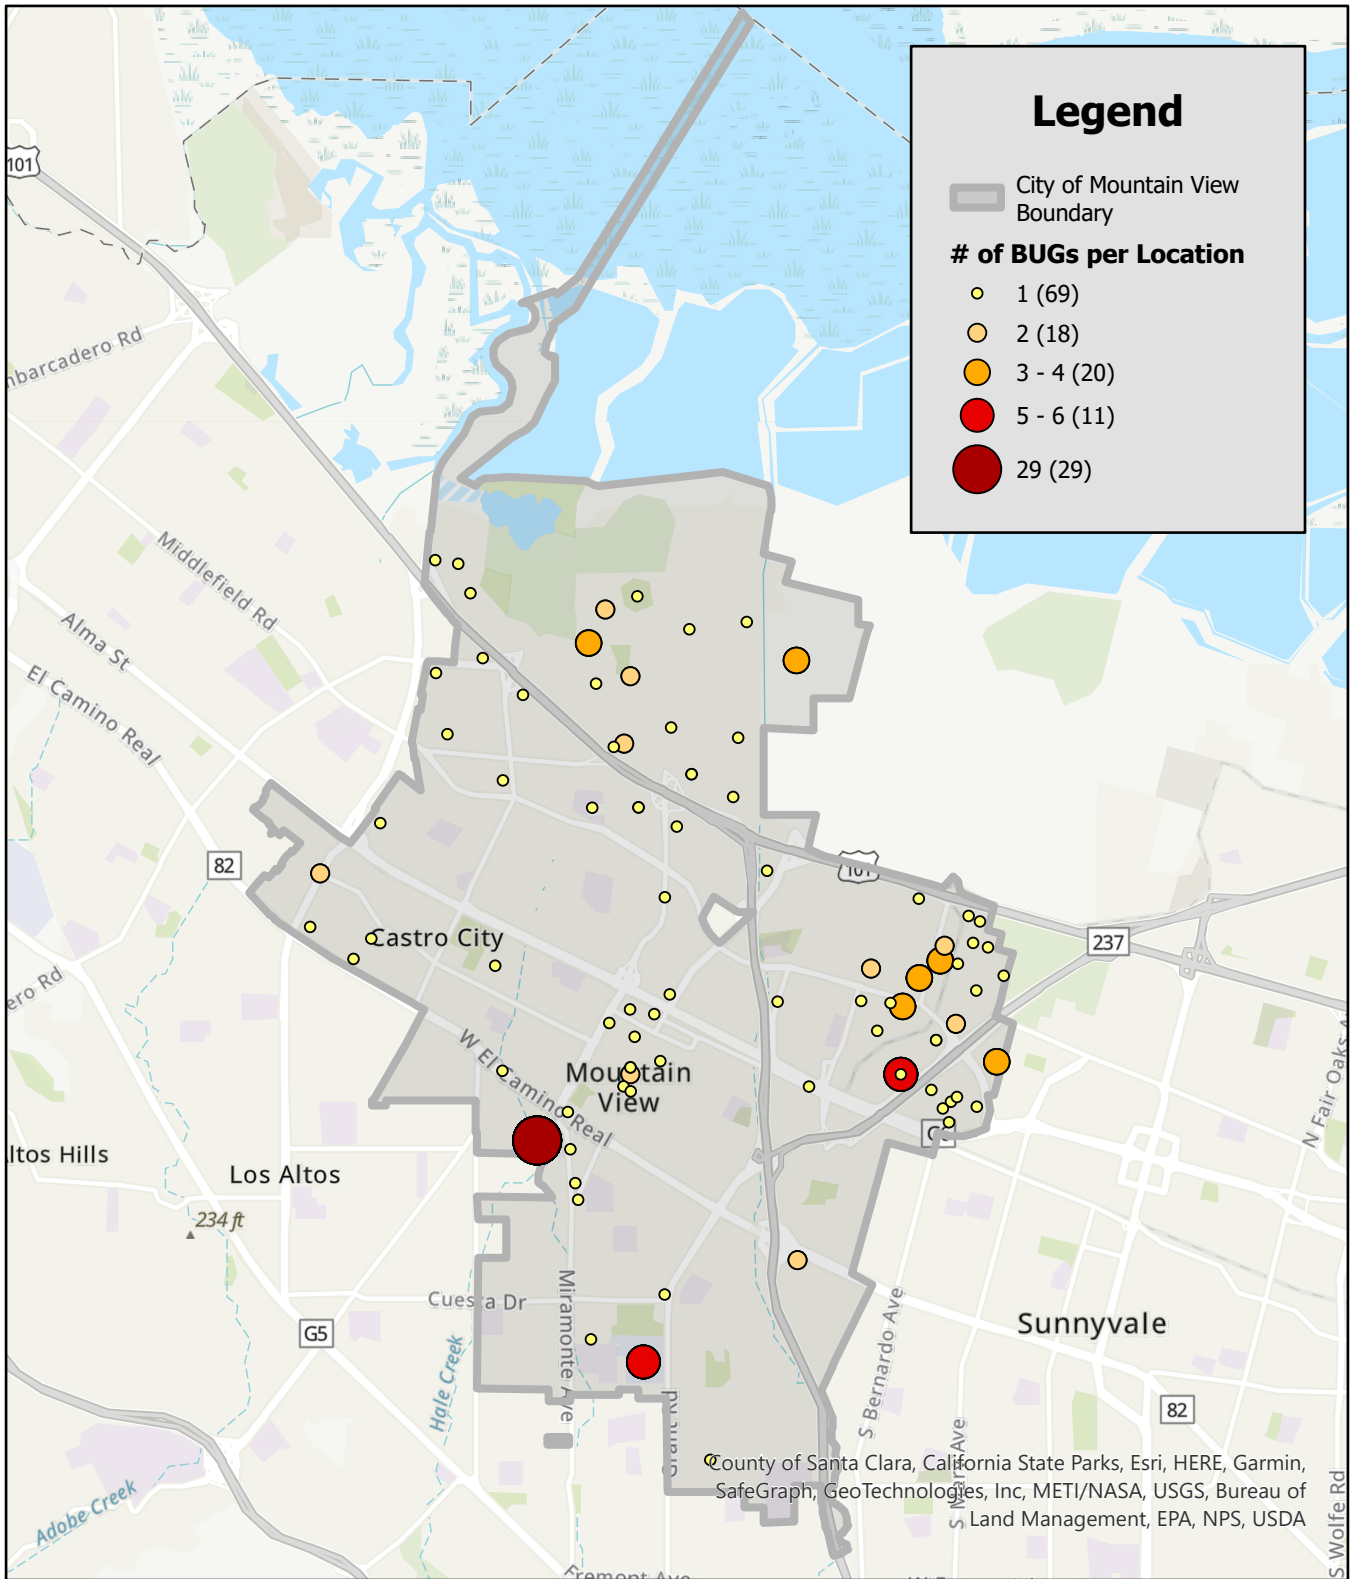 Legend
City of Mountain View
Boundary
# of BUGs per Location
1 (69)
2 (18)
3 - 4 (20)
5 - 6 (11)
29 (29)
101
Middlefield Rd
Alma St
El Camino Real
82
101
237
Castro City
W El Camino Real
Mountain
View
N Fair Oaks A
ltos Hills
Los Altos
234 ft
Miramonte Ave
Cuesta Dr
G5
Hale Creek
S Bernardo Ave
Sunnyvale
82
Grant Rd
Adobe Creek
S Wolfe Rd
County of Santa Clara, California State Parks, Esri, HERE, Garmin,
SafeGraph, GeoTechnologies, Inc, METI/NASA, USGS, Bureau of
Land Management, EPA, NPS, USDA
Fremont Ave